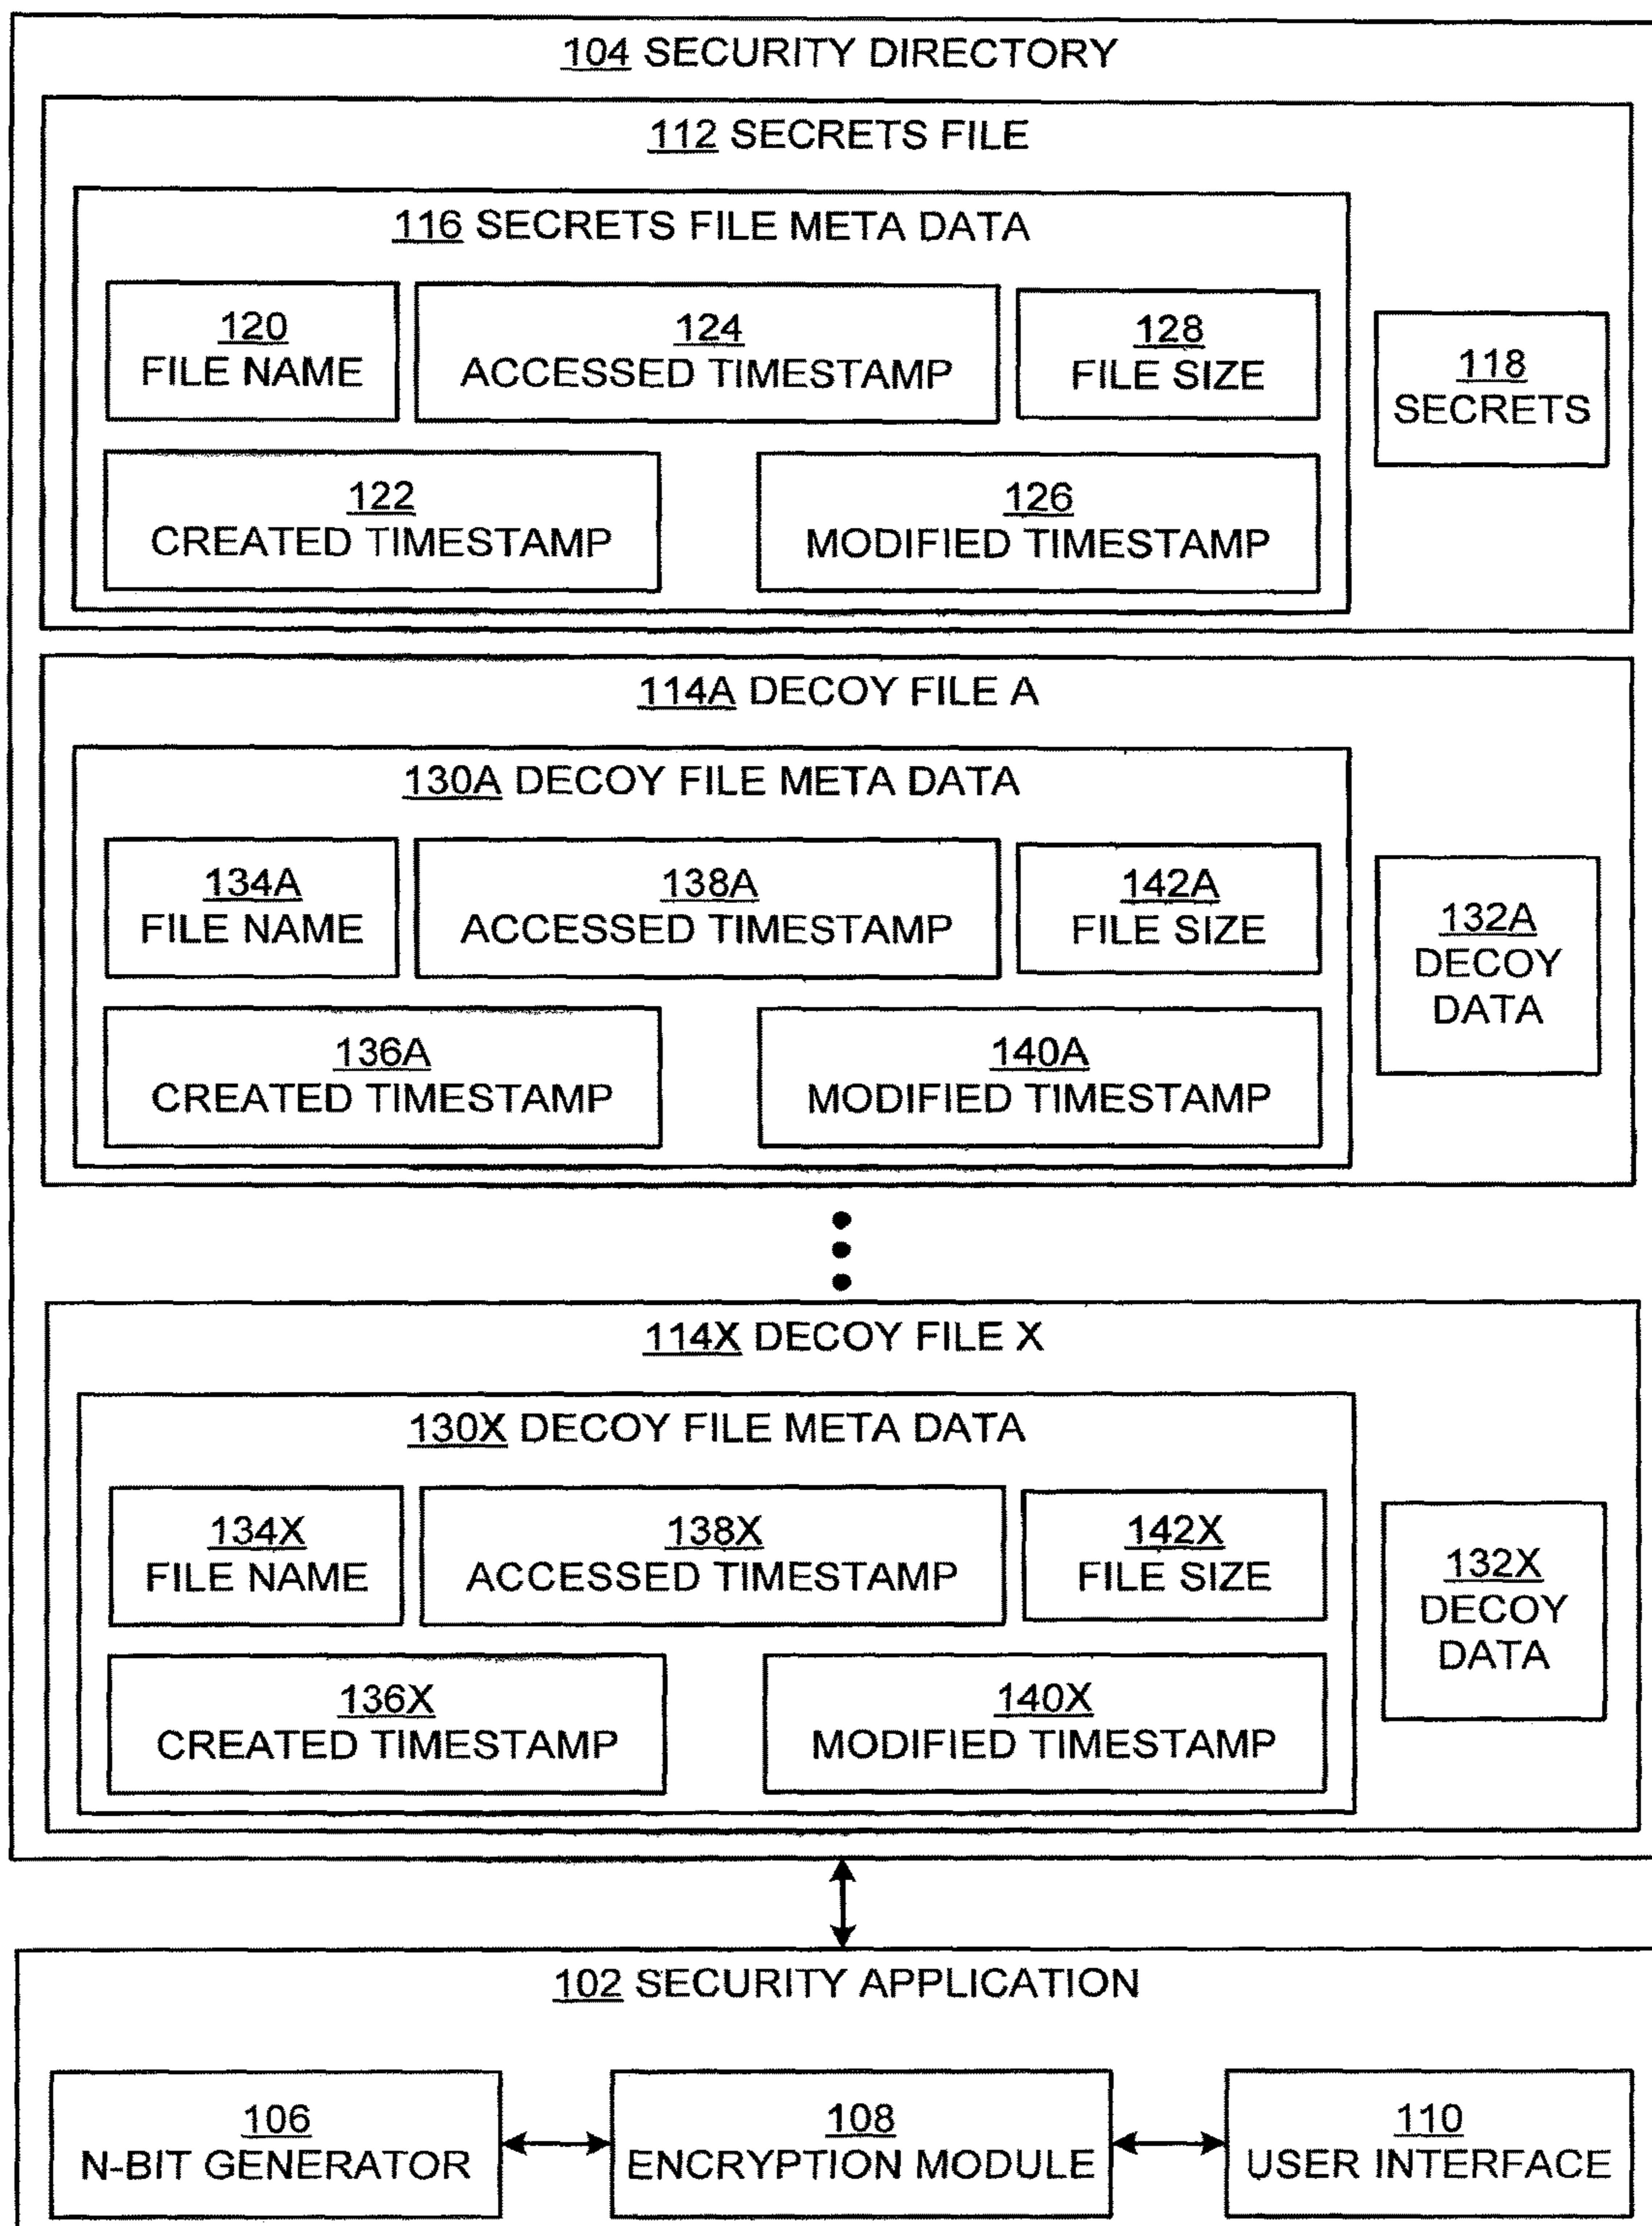 104 SECURITY DIRECTORY
112 SECRETS FILE
116 SECRETS FILE META DATA
120
FILE NAME
124
ACCESSED TIMESTAMP
128
FILE SIZE
118
SECRETS
122
CREATED TIMESTAMP
126
MODIFIED TIMESTAMP
114A DECOY FILE A
130A DECOY FILE META DATA
134A
FILE NAME
138A
ACCESSED TIMESTAMP
142A
FILE SIZE
132A
DECOY
DATA
136A
CREATED TIMESTAMP
140A
MODIFIED TIMESTAMP
114X DECOY FILE X
130X DECOY FILE META DATA
134X
FILE NAME
138X
ACCESSED TIMESTAMP
142X
FILE SIZE
132X
DECOY
DATA
136X
CREATED TIMESTAMP
140X
MODIFIED TIMESTAMP
102 SECURITY APPLICATION
106
N-BIT GENERATOR
108
ENCRYPTION MODULE
110
USER INTERFACE